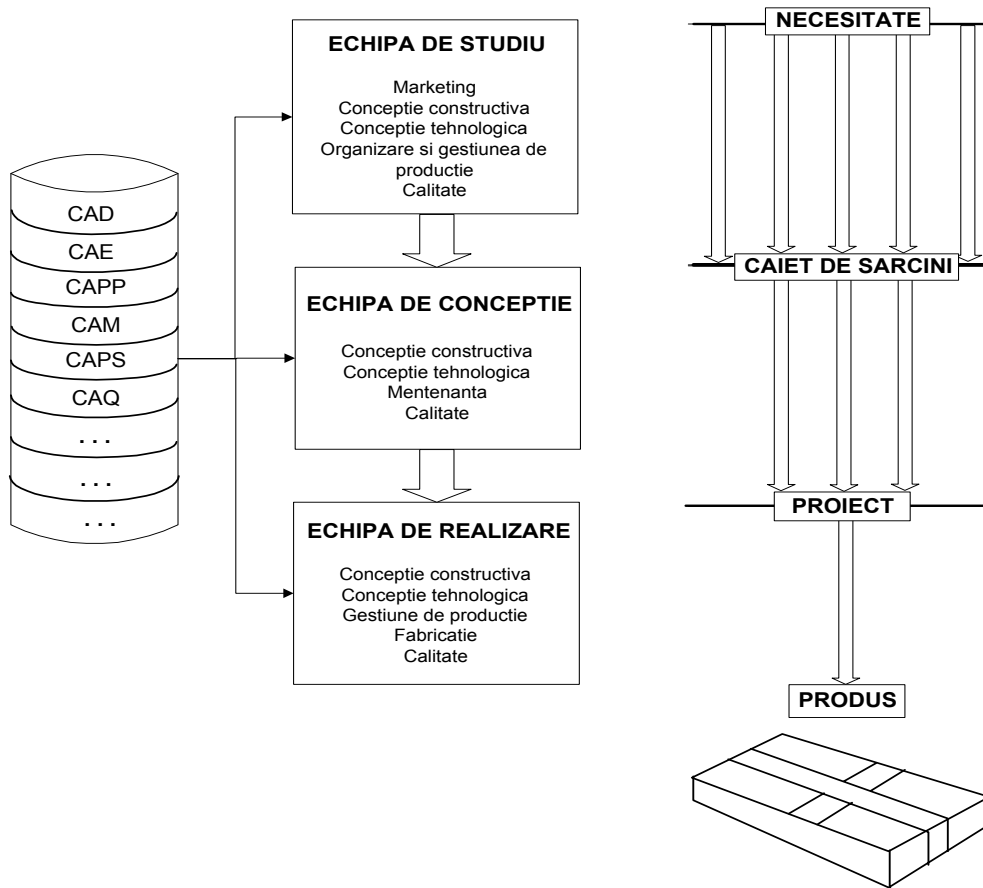 CAD
CAE
CAPP
CAM
CAPS
CAQ
. . .
. . .
. . .
ECHIPA DE STUDIU
Marketing
Conceptie constructiva
Conceptie tehnologica
Organizare si gestiunea de
productie
Calitate
ECHIPA DE CONCEPTIE
Conceptie constructiva
Conceptie tehnologica
Mentenanta
Calitate
ECHIPA DE REALIZARE
Conceptie constructiva
Conceptie tehnologica
Gestiune de productie
Fabricatie
Calitate
NECESITATE
CAIET DE SARCINI
PROIECT
PRODUS